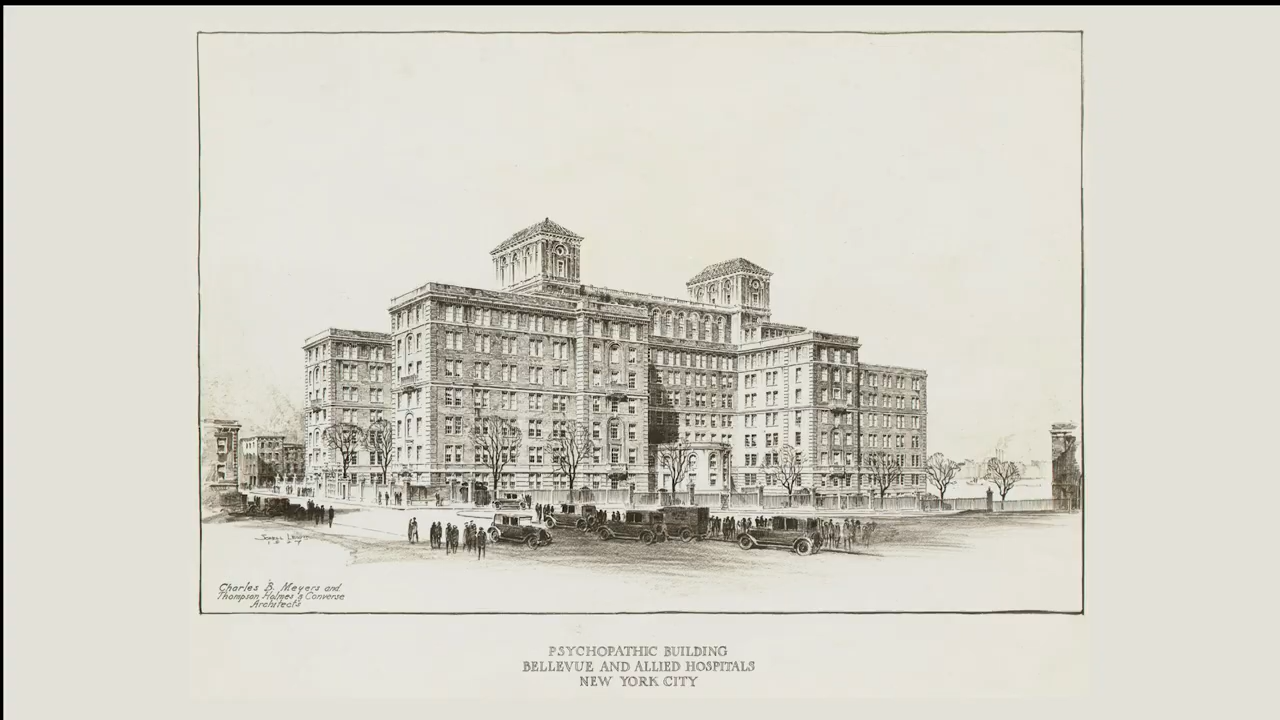 Charles B. Meyers and
Thompson Holmes & Converse
Architects
PSYCHOPATHIC BUILDING
BELLEVUE AND ALLIED HOSPITALS
NEW YORK CITY